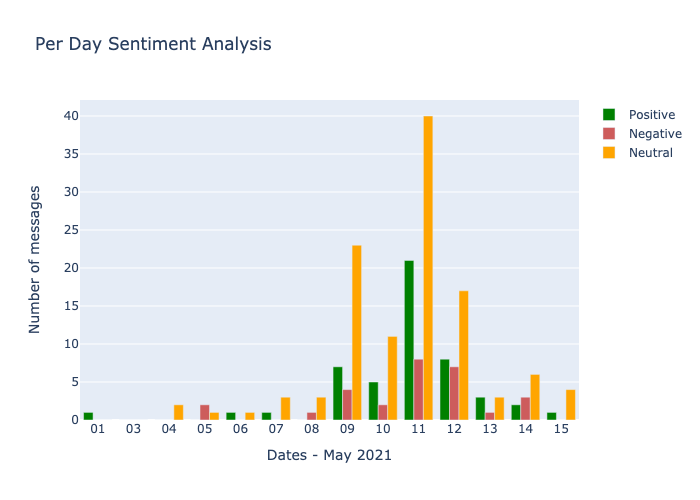 Per Day Sentiment Analysis
Positive
Negative
Neutral
40
35
30
25
20
15
10
5
0
Number of messages
01 03 04 05 06 07 08 09 10 11 12 13 14 15
Dates - May 2021